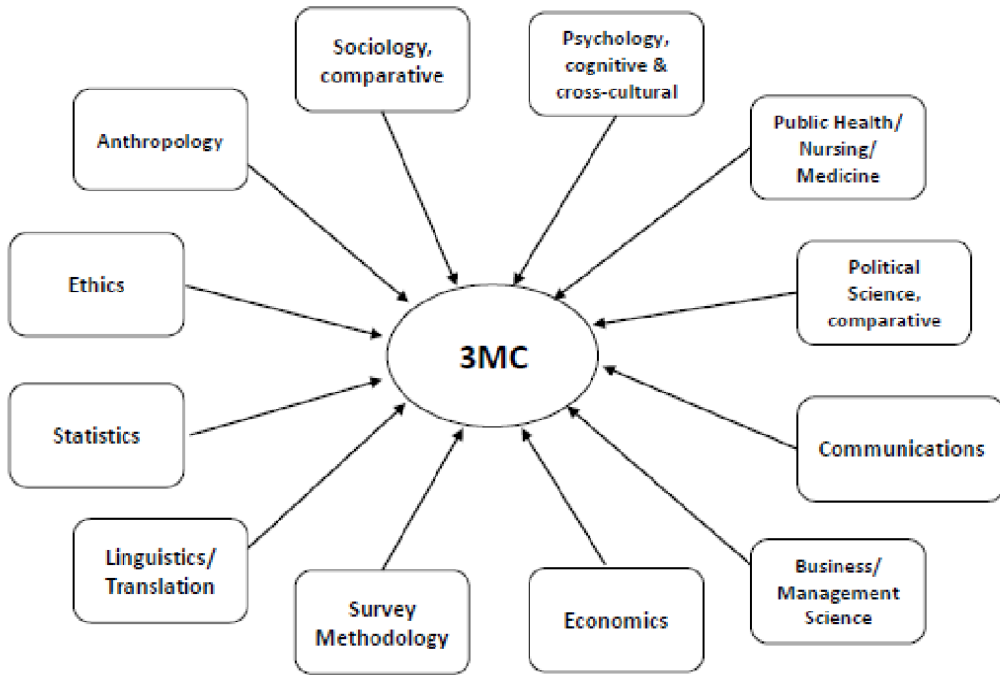 Sociology,
comparative
Psychology,
cognitive &
cross-cultural
Anthropology
Public Health/
Nursing/
Medicine
Ethics
Political
Science,
comparative
3MC
Statistics
Communications
Linguistics/
Translation
Survey
Methodology
Economics
Business/
Management
Science